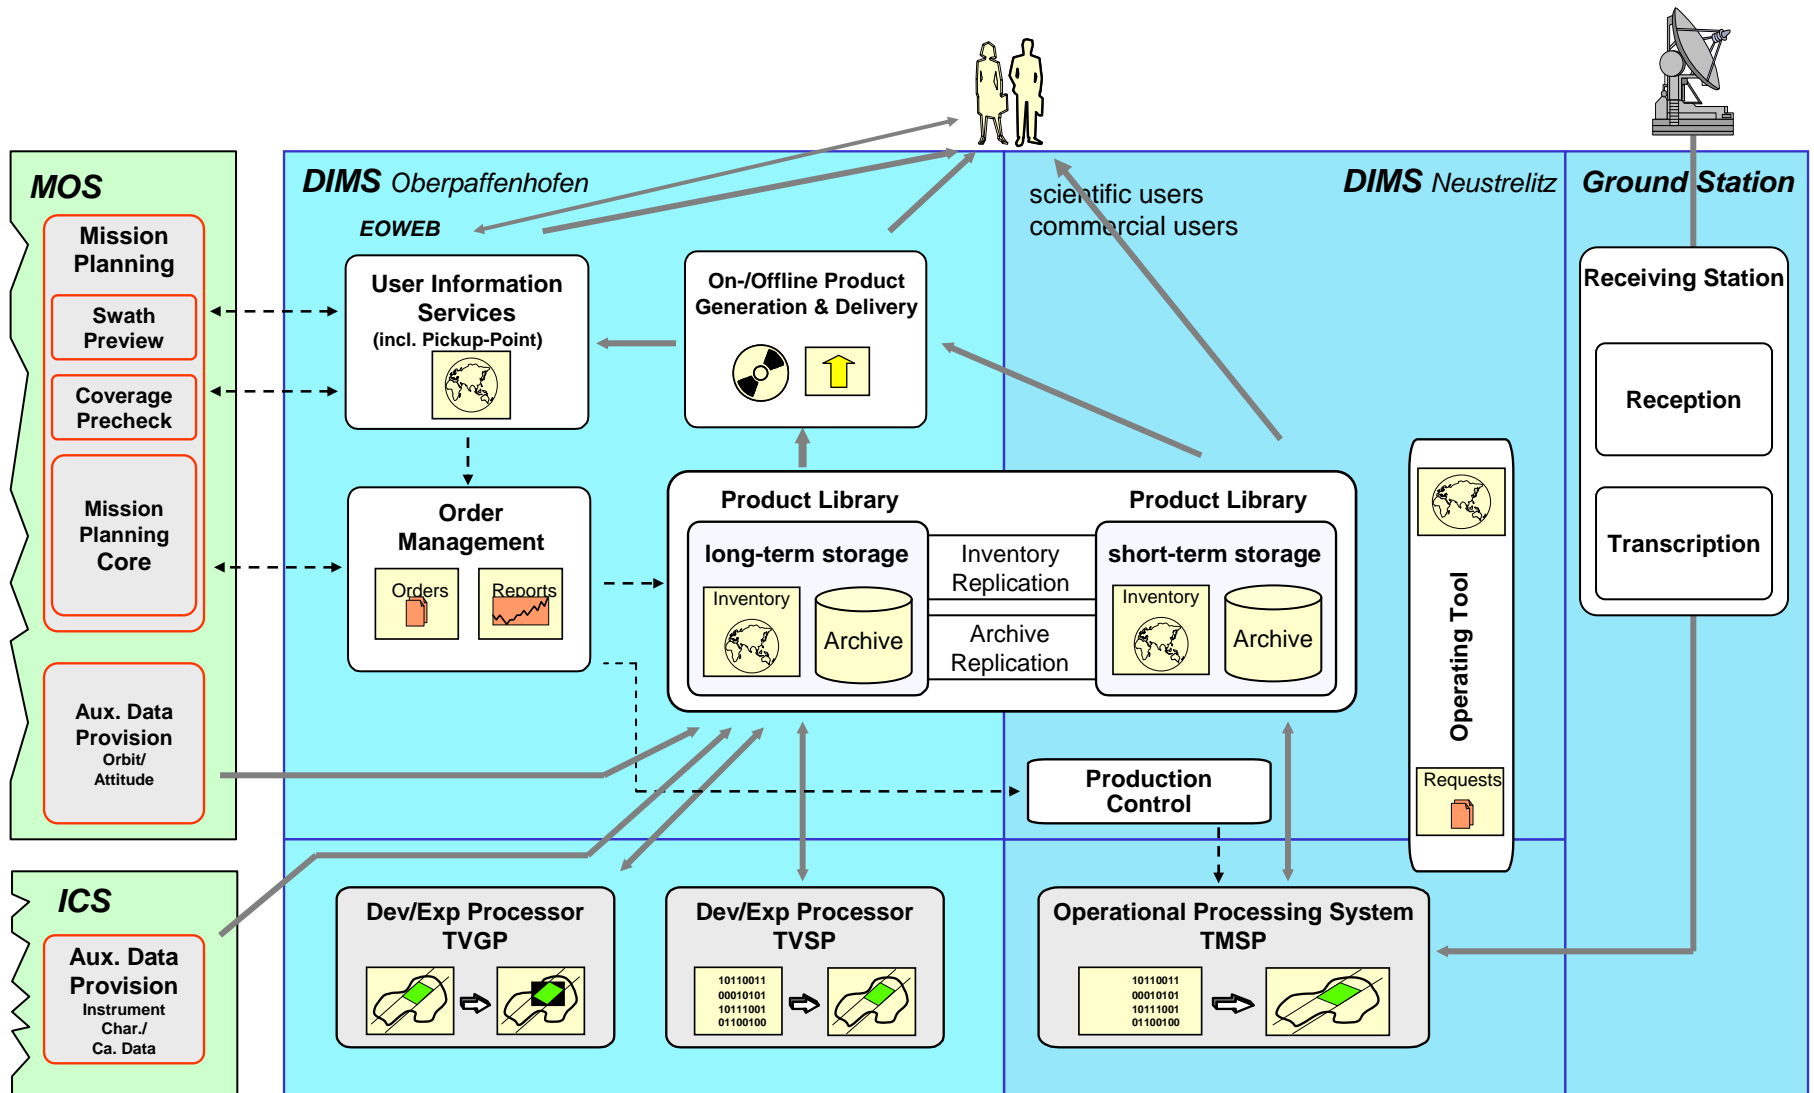 MOS
Mission
Planning
Swath
Preview
Coverage
Precheck
Mission
Planning
Core
Aux. Data
Provision
Orbit/
Attitude
ICS
Aux. Data
Provision
Instrument
Char./
Ca. Data
DIMS Oberpaffenhofen
EOWEB
User Information
Services
(incl. Pickup-Point)
On-/Offline Product
Generation & Delivery
Order
Management
Orders
Reports
Product Library
long-term storage
Inventory
Archive
Inventory
Replication
Archive
Replication
Product Library
short-term storage
Inventory
Archive
scientific users
commercial users
DIMS Neustrelitz
Operating Tool
Requests
Production
Control
Dev/Exp Processor
TVGP
Dev/Exp Processor
TVSP
10110011
00010101
10111001
01100100
Operational Processing System
TMSP
10110011
00010101
10111001
01100100
Ground Station
Receiving Station
Reception
Transcription